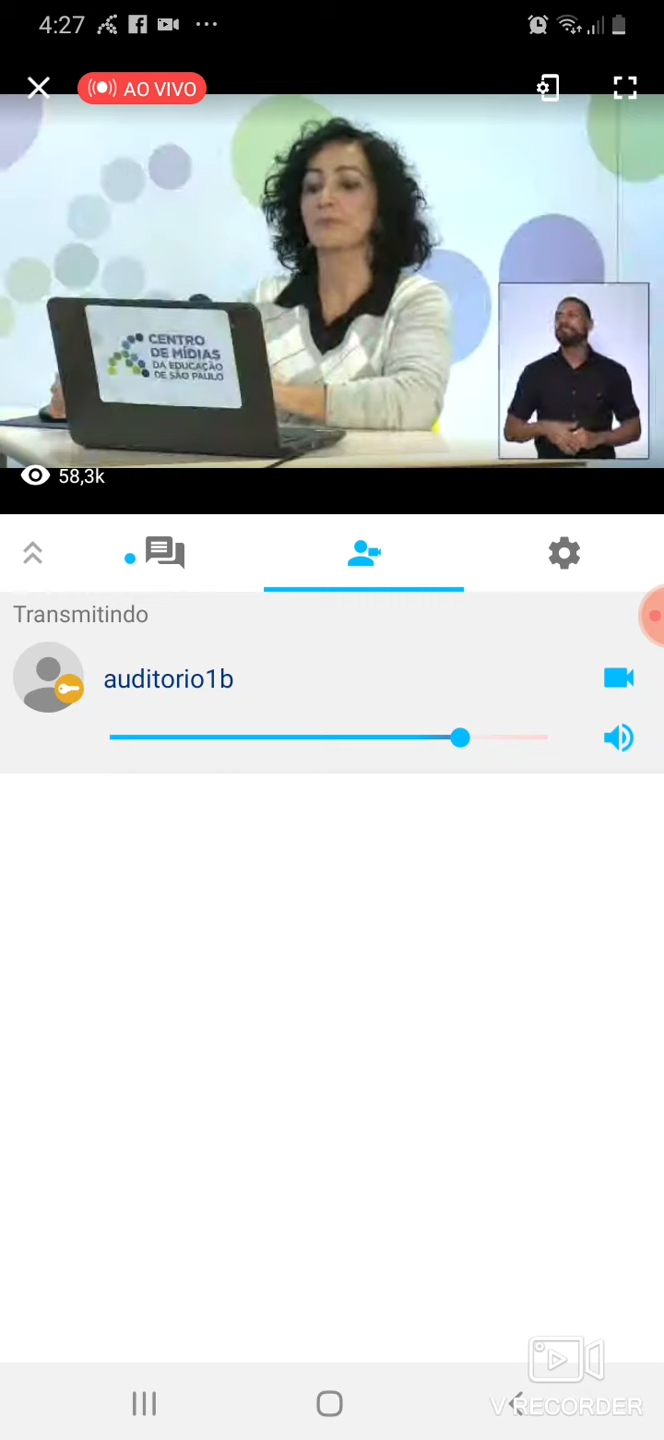 4:27
AO VIVO
CENTRO
DE MÍDIAS
DA EDUCAÇÃO
DE SÃO PAULO
58,3k
Transmitindo
auditorio1b
V RECORDER